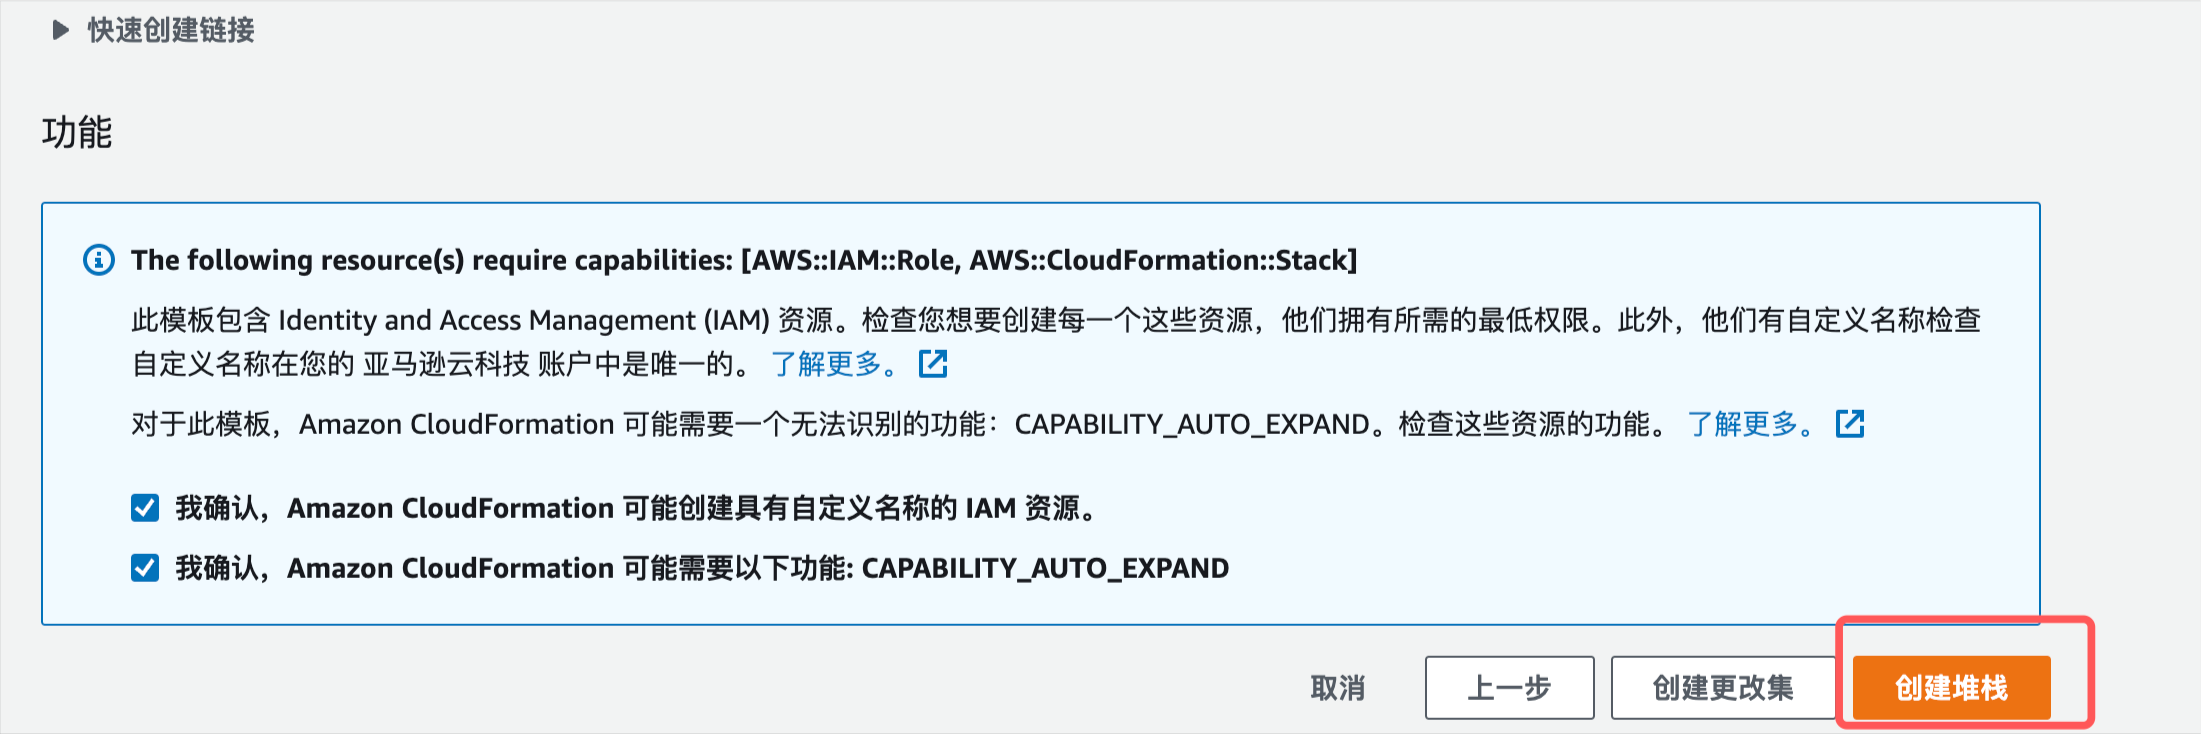 快速创建链接
功能
The following resource(s) require capabilities: [AWS::IAM::Role, AWS::CloudFormation::Stack]
此模板包含 Identity and Access Management (IAM) 资源。检查您想要创建每一个这些资源，他们拥有所需的最低权限。此外，他们有自定义名称检查
自定义名称在您的 亚马逊云科技 账户中是唯一的。 了解更多。
对于此模板，Amazon CloudFormation 可能需要一个无法识别的功能：CAPABILITY_AUTO_EXPAND。检查这些资源的功能。 了解更多。
我确认，Amazon CloudFormation 可能创建具有自定义名称的 IAM 资源。
我确认，Amazon CloudFormation 可能需要以下功能: CAPABILITY_AUTO_EXPAND
取消 上一步 创建更改集 创建堆栈